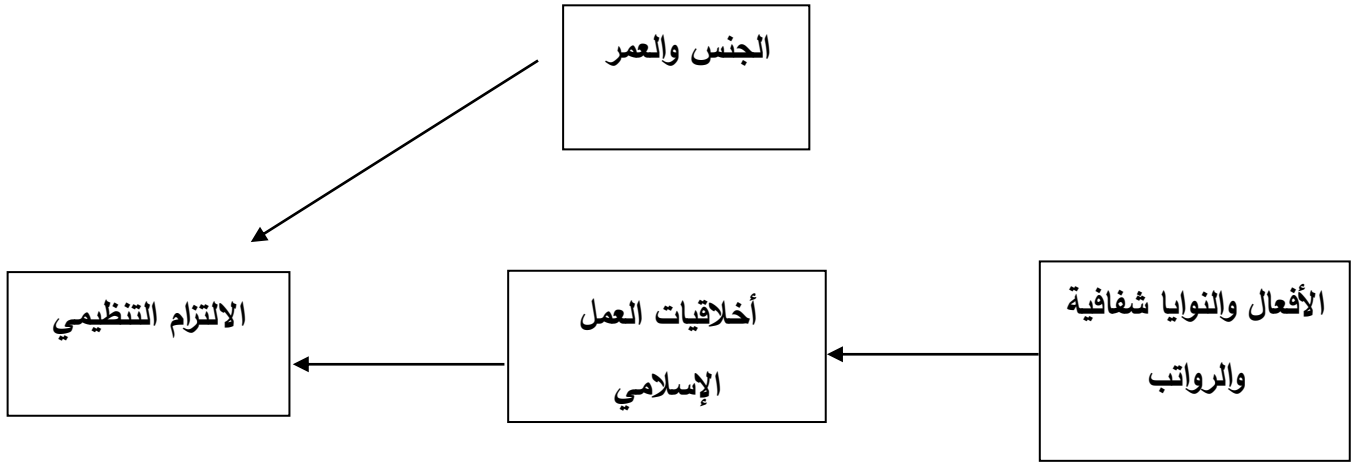 الجنس والعمر
الأفعال والنوايا شفافية
والرواتب
أخلاقيات العمل
الإسلامي
الالتزام التنظيمي